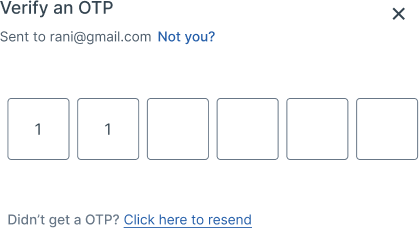 Verify an OTP
Sent to rani@gmail.com Not you?
1 1
Didn’t get a OTP? Click here to resend